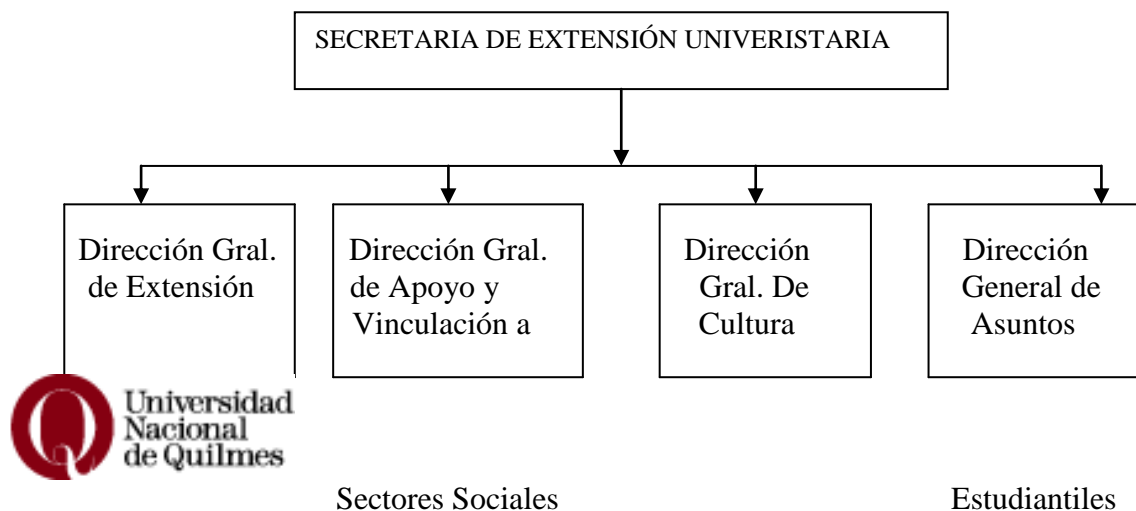 SECRETARIA DE EXTENSIÓN UNIVERISTARIA
Dirección Gral.
de Extensión
Dirección Gral.
de Apoyo y
Vinculación a
Dirección
Gral. De
Cultura
Dirección
General de
Asuntos
Universidad
Nacional
de Quilmes
Sectores Sociales
Estudiantiles